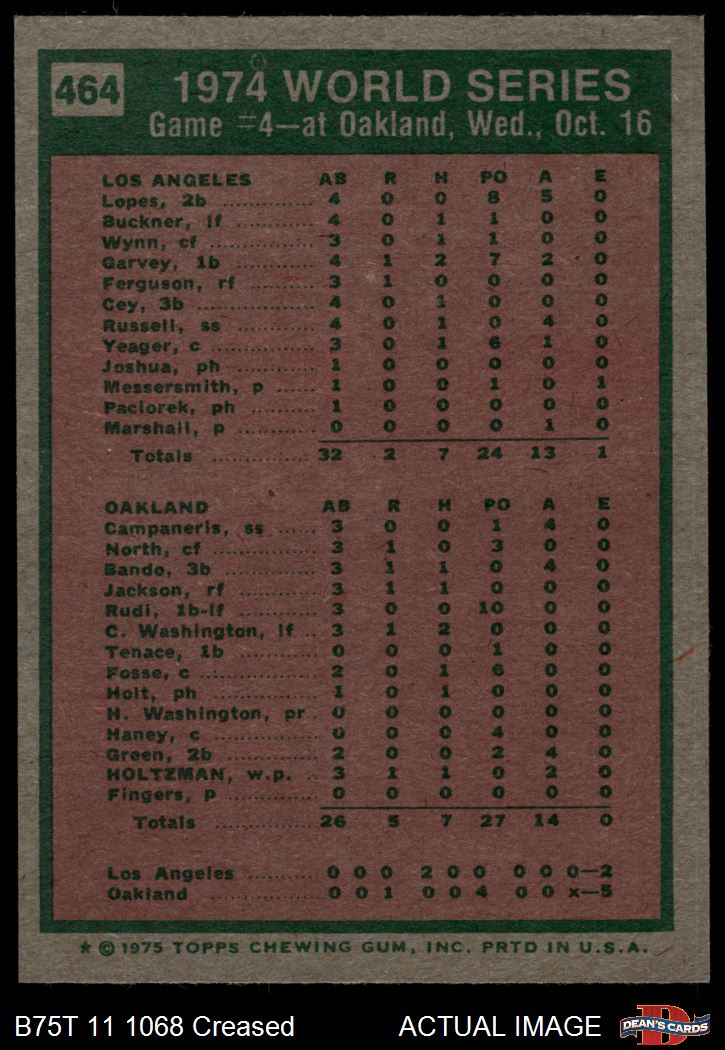 464
1974 WORLD SERIES
Game #4—at Oakland, Wed., Oct. 16
LOS ANGELES AB R H PO A E
Lopes, 2b ............. 4 0 0 8 5 0
Buckner, lf ............ 4 0 1 1 0 0
Wynn, cf .............. 3 0 1 1 0 0
Garvey, 1b ........... 4 1 2 7 2 0
Ferguson, rf ......... 3 1 0 0 0 0
Cey, 3b ................ 4 0 1 0 0 0
Russell, ss ............ 4 0 1 0 4 0
Yeager, c .............. 3 0 1 6 1 0
Joshua, ph ............ 1 0 0 0 0 0
Messersmith, p ...... 1 0 0 1 0 1
Paciorek, ph .......... 1 0 0 0 0 0
Marshall, p ............ 0 0 0 0 1 0
Totals ............... 32 2 7 24 13 1
OAKLAND AB R H PO A E
Campaneris, ss ...... 3 0 0 1 4 0
North, cf ............... 3 1 0 3 0 0
Bando, 3b ............. 3 1 1 0 4 0
Jackson, rf ............ 3 1 1 0 0 0
Rudi, 1b-lf ............ 3 0 0 10 0 0
C. Washington, lf .. 3 1 2 0 0 0
Tenace, 1b ............ 0 0 0 1 0 0
Fosse, c ................ 2 0 1 6 0 0
Holt, ph ................ 1 0 1 0 0 0
H. Washington, pr . 0 0 0 0 0 0
Haney, c ............... 0 0 0 4 0 0
Green, 2b .............. 2 0 0 2 4 0
HOLTZMAN, w.p. .. 3 1 1 0 2 0
Fingers, p .............. 0 0 0 0 0 0
Totals ............... 26 5 7 27 14 0
Los Angeles .......... 0 0 0 2 0 0 0 0 0—2
Oakland ............... 0 0 1 0 0 4 0 0 x—5
* © 1975 TOPPS CHEWING GUM, INC. PRTD IN U.S.A.
B75T 11 1068 Creased ACTUAL IMAGE
D
DEAN'S CARDS